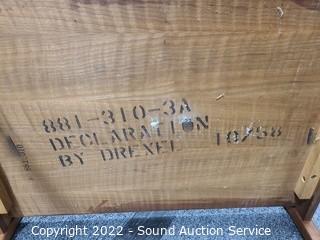 881-310-3A
DECLARATION 10/58
BY DREXEL
Copyright 2022 - Sound Auction Service